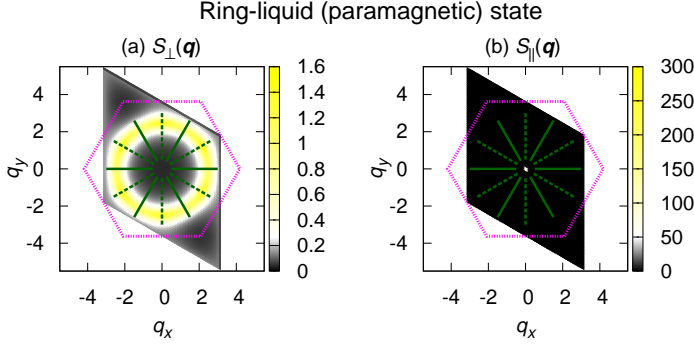 Ring-liquid (paramagnetic) state
(a) S⊥(q)
(b) S∥(q)
4
2
0
-2
-4
qy
-4 -2 0 2 4
qx
1.6
1.4
1.2
1
0.8
0.6
0.4
0.2
0
4
2
0
-2
-4
qy
-4 -2 0 2 4
qx
300
250
200
150
100
50
0